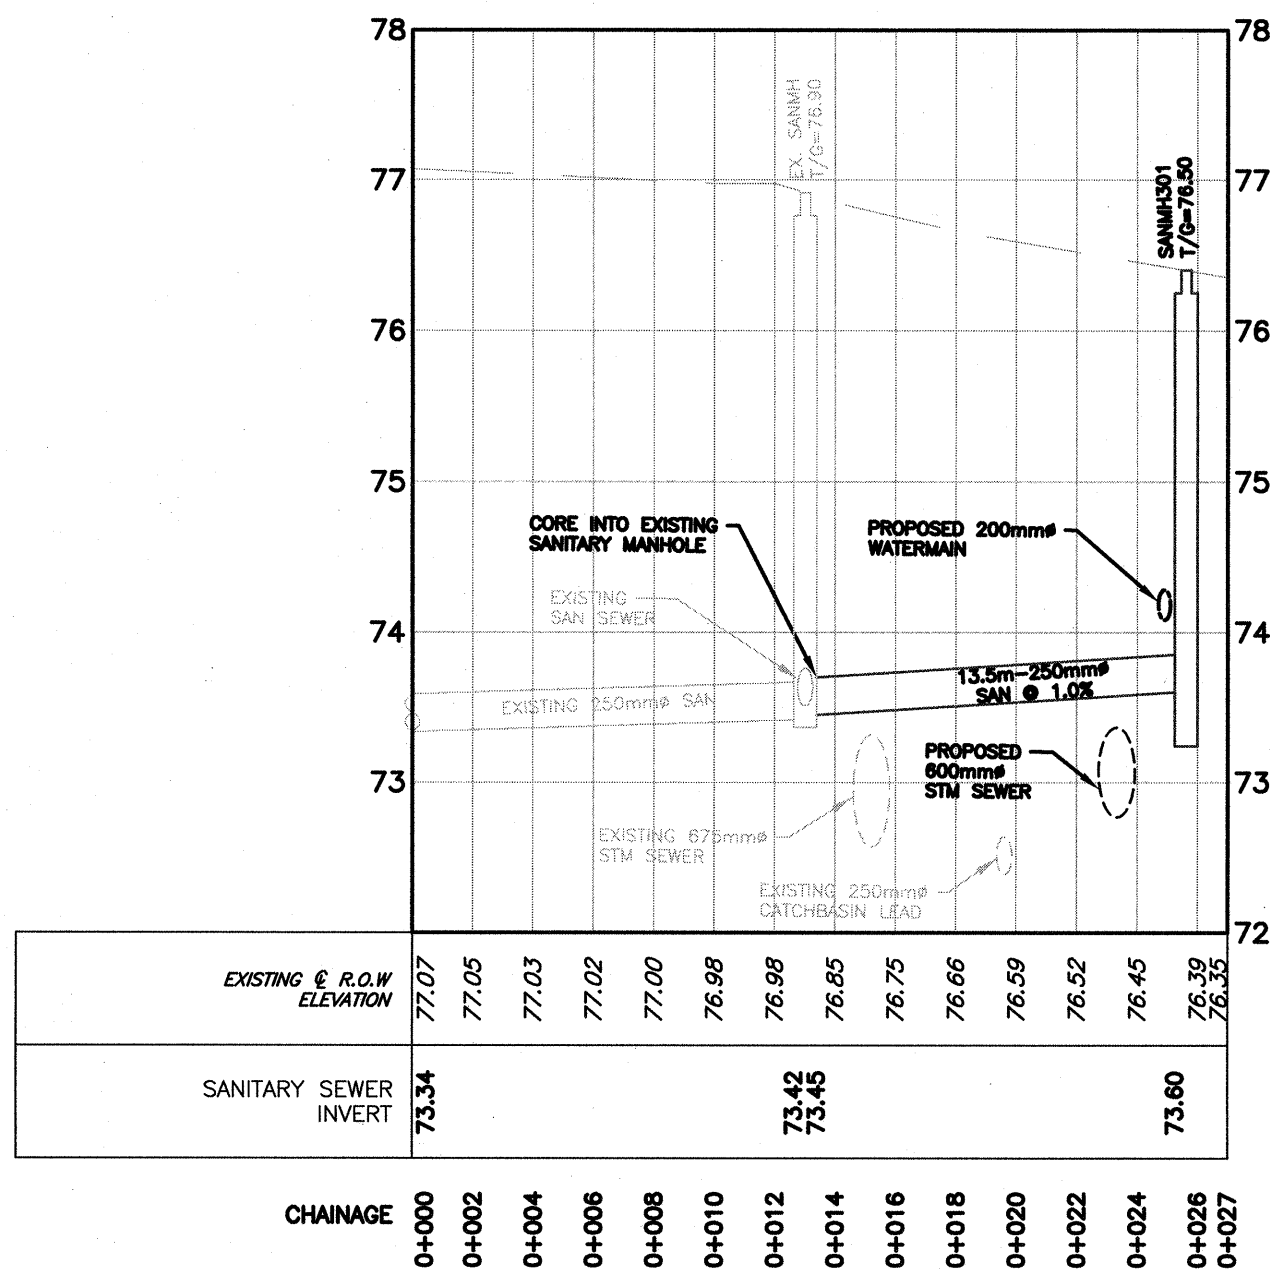 78
78
EX. SANMH
T/G=76.90
77
77
SANMH301
T/G=76.50
76
76
75
75
CORE INTO EXISTING
SANITARY MANHOLE
PROPOSED 200mmø
WATERMAIN
EXISTING
SAN SEWER
74
74
13.5m-250mmø
SAN @ 1.0%
EXISTING 250mmø SAN
PROPOSED
600mmø
STM SEWER
73
73
EXISTING 675mmø
STM SEWER
EXISTING 250mmø
CATCHBASIN LEAD
72
EXISTING ℄ R.O.W
ELEVATION
77.07 77.05 77.03 77.02 77.00 76.98 76.98 76.85 76.75 76.66 76.59 76.52 76.45 76.39 76.35
SANITARY SEWER
INVERT
73.34 73.42 73.45 73.60
CHAINAGE
0+000 0+002 0+004 0+006 0+008 0+010 0+012 0+014 0+016 0+018 0+020 0+022 0+024 0+026 0+027